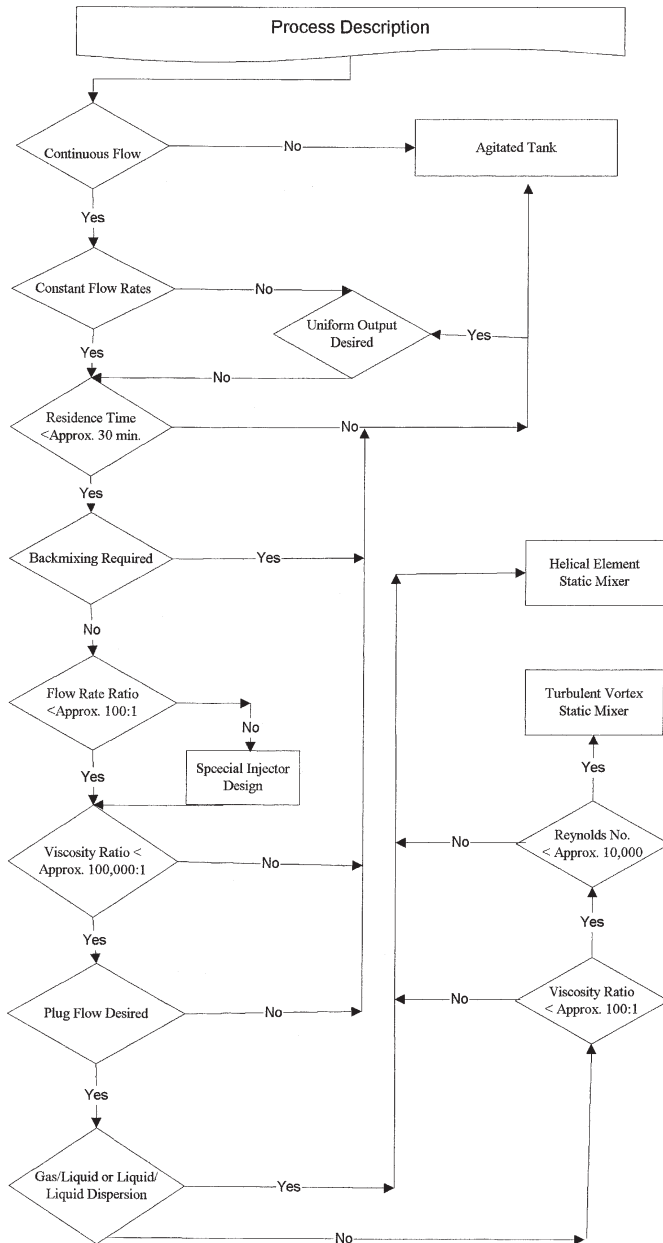 Process Description
Continuous Flow
No
Agitated Tank
Yes
Constant Flow Rates
No
Uniform Output
Desired
Yes
Yes
No
Residence Time
<Approx. 30 min.
No
Yes
Backmixing Required
Yes
Helical Element
Static Mixer
No
Flow Rate Ratio
<Approx. 100:1
No
Turbulent Vortex
Static Mixer
Yes
Spcecial Injector
Design
Yes
Viscosity Ratio <
Approx. 100,000:1
No
No
Reynolds No.
< Approx. 10,000
Yes
Yes
Plug Flow Desired
No
No
Viscosity Ratio
< Approx. 100:1
Yes
Gas/Liquid or Liquid/
Liquid Dispersion
Yes
No